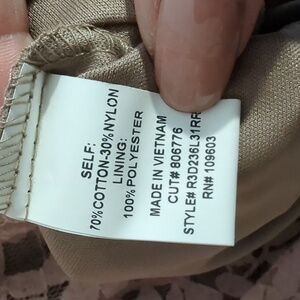 SELF:
70%COTTON-30%NYLON
LINING:
100% POLYESTER
MADE IN VIETNAM
CUT# 806776
STYLE# R3D236L31RR
RN# 109603